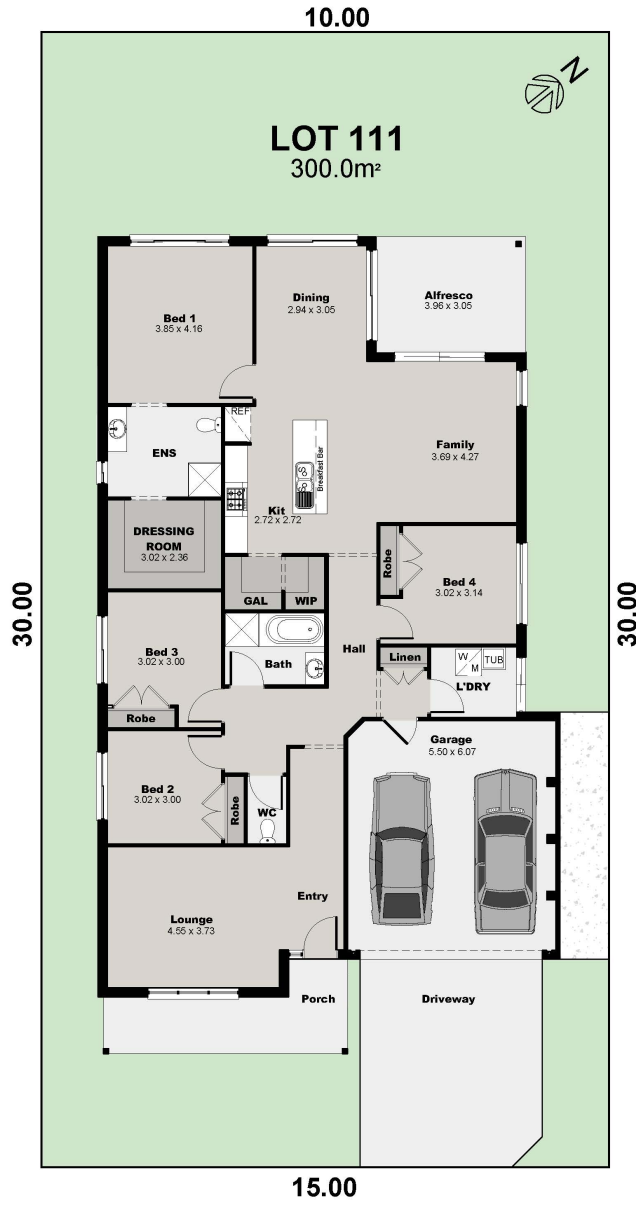 10.00
N
LOT 111
300.0m²
Bed 1
3.85 x 4.16
Dining
2.94 x 3.05
Alfresco
3.96 x 3.05
REF
ENS
Breakfast Bar
Family
3.69 x 4.27
Kit
2.72 x 2.72
DRESSING
ROOM
3.02 x 2.36
Robe
Bed 4
3.02 x 3.14
GAL
WIP
30.00
30.00
Bed 3
3.02 x 3.00
Bath
Hall
Linen
W
M
TUB
L'DRY
Robe
Garage
5.50 x 6.07
Bed 2
3.02 x 3.00
Robe
WC
Entry
Lounge
4.55 x 3.73
Porch
Driveway
15.00